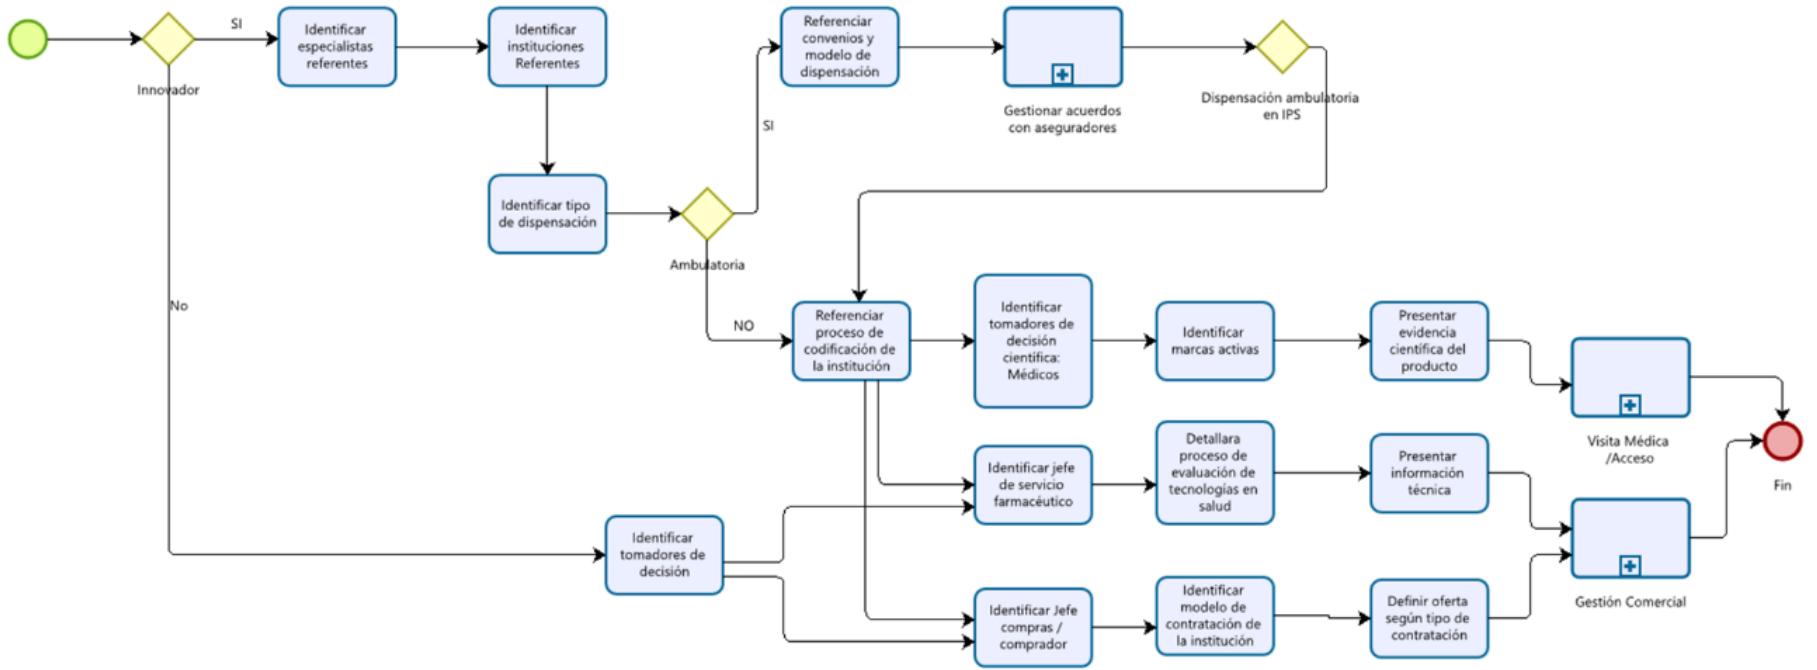 SI
Innovador
Identificar
especialistas
referentes
Identificar
instituciones
Referentes
Referenciar
convenios y
modelo de
dispensación
Gestionar acuerdos
con aseguradores
Dispensación ambulatoria
en IPS
SI
Identificar tipo
de dispensación
Ambulatoria
No
NO
Referenciar
proceso de
codificación de
la institución
Identificar
tomadores de
decisión
científica:
Médicos
Identificar
marcas activas
Presentar
evidencia
científica del
producto
Visita Médica
/Acceso
Fin
Identificar jefe
de servicio
farmacéutico
Detallara
proceso de
evaluación de
tecnologías en
salud
Presentar
información
técnica
Identificar
tomadores de
decisión
Gestión Comercial
Identificar Jefe
compras /
comprador
Identificar
modelo de
contratación de
la institución
Definir oferta
según tipo de
contratación